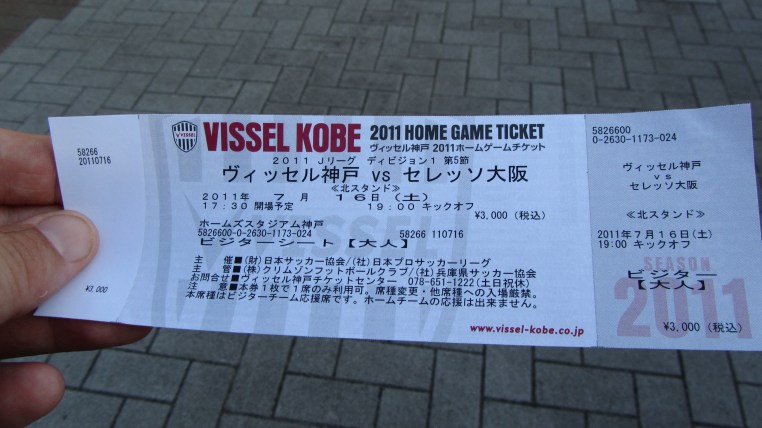 58266
20110716
¥3,000
VISSEL
VISSEL KOBE 2011 HOME GAME TICKET
ヴィッセル神戸 2011ホームゲームチケット
2011 Jリーグ ディビジョン1 第5節
ヴィッセル神戸 vs セレッソ大阪
≪北スタンド≫
2011年 7月 16日(土)
17:30 開場予定 19:00 キックオフ
¥3,000(税込)
ホームズスタジアム神戸
5826600-0-2630-1173-024 58266 110716
ビジターシート【大人】
主 催■(財)日本サッカー協会/(社)日本プロサッカーリーグ
主 管■(株)クリムゾンフットボールクラブ/(社)兵庫県サッカー協会
お問合せ■ヴィッセル神戸チケットセンター 078-651-1222(土日祝休)
注 意■本券1枚で1席のみ利用可。席種変更・他席種への入場厳禁。
本席種はビジターチーム応援席です。ホームチームの応援は出来ません。
www.vissel-kobe.co.jp
5826600
0-2630-1173-024
ヴィッセル神戸
vs
セレッソ大阪
≪北スタンド≫
2011年7月16日(土)
19:00 キックオフ
SEASON
2011
ビジター
【大人】
¥3,000(税込)